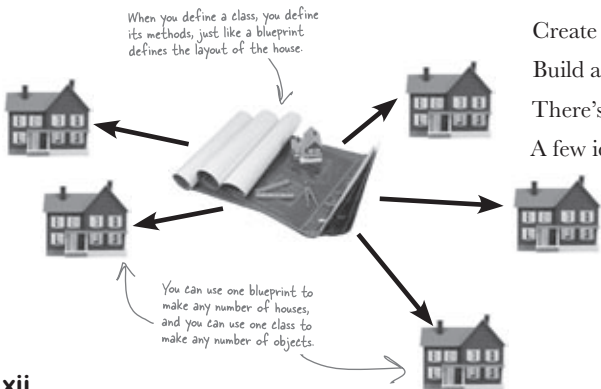 When you define a class, you define
its methods, just like a blueprint
defines the layout of the house.
Create
Build a
There's
A few
You can use one blueprint to
make any number of houses,
and you can use one class to
make any number of objects.
xii